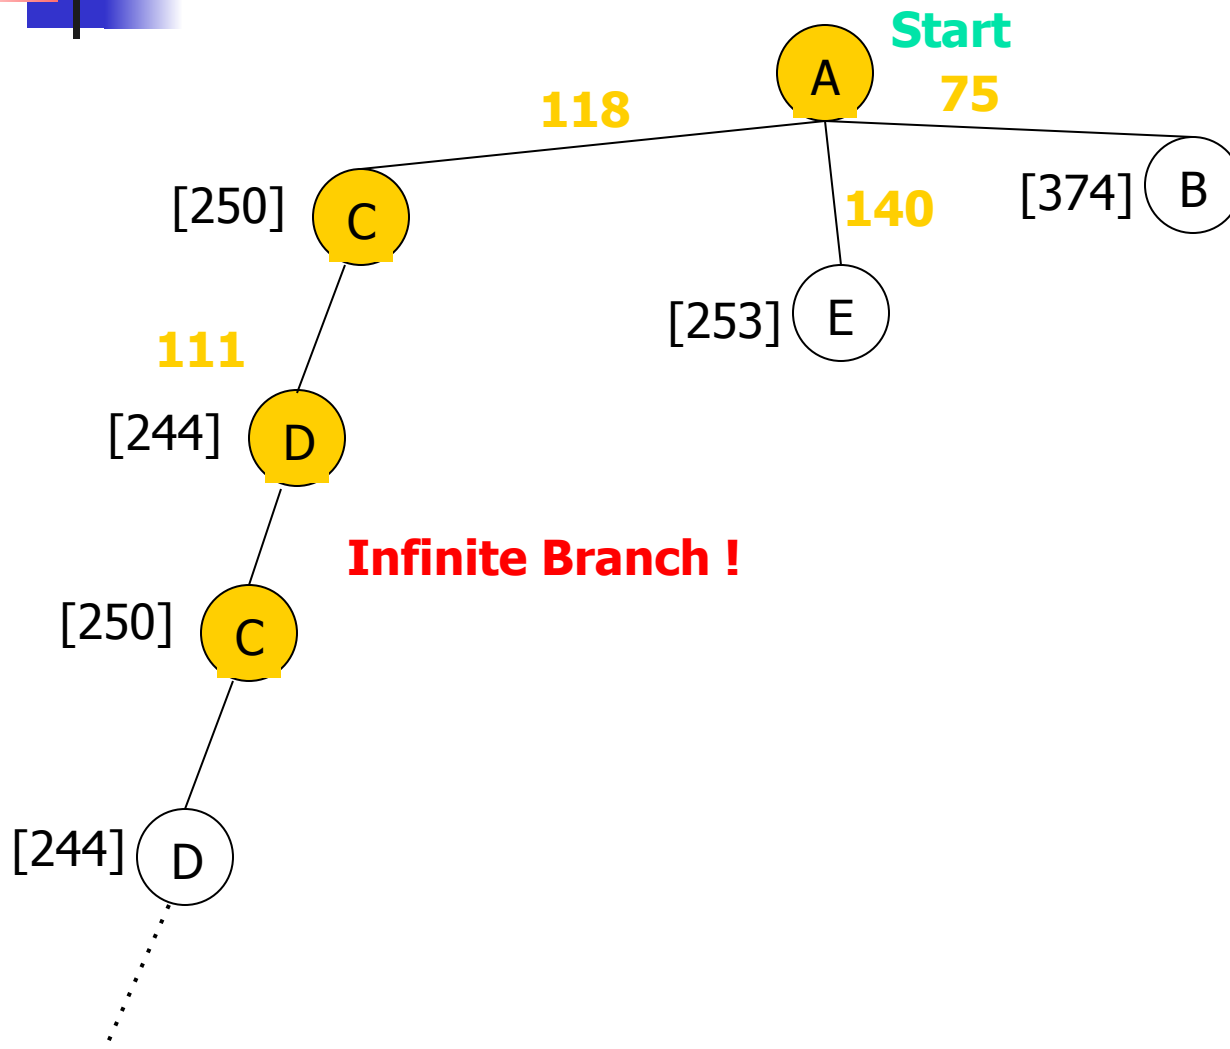 Start
A
75
118
[250] C
140
[374] B
[253] E
111
[244] D
Infinite Branch !
[250] C
[244] D